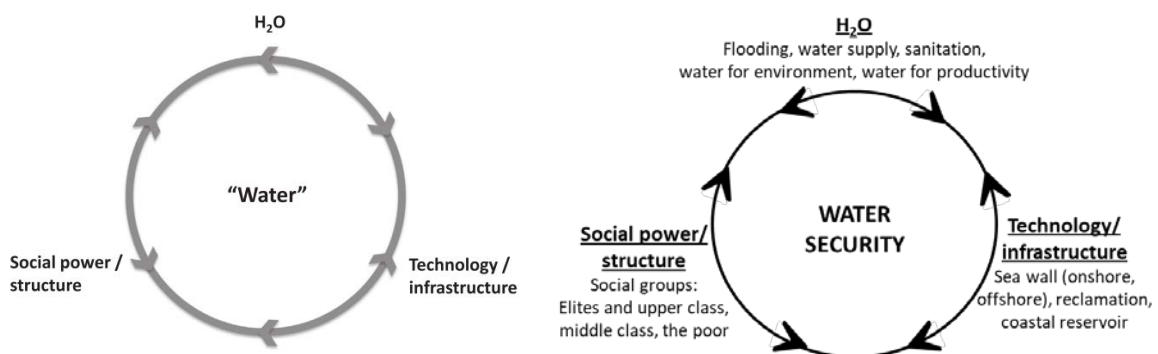 H₂O
“Water”
Social power /
structure
Technology /
infrastructure
H₂O
Flooding, water supply, sanitation,
water for environment, water for productivity
WATER
SECURITY
Social power/
structure
Social groups:
Elites and upper class,
middle class, the poor
Technology/
infrastructure
Sea wall (onshore,
offshore), reclamation,
coastal reservoir